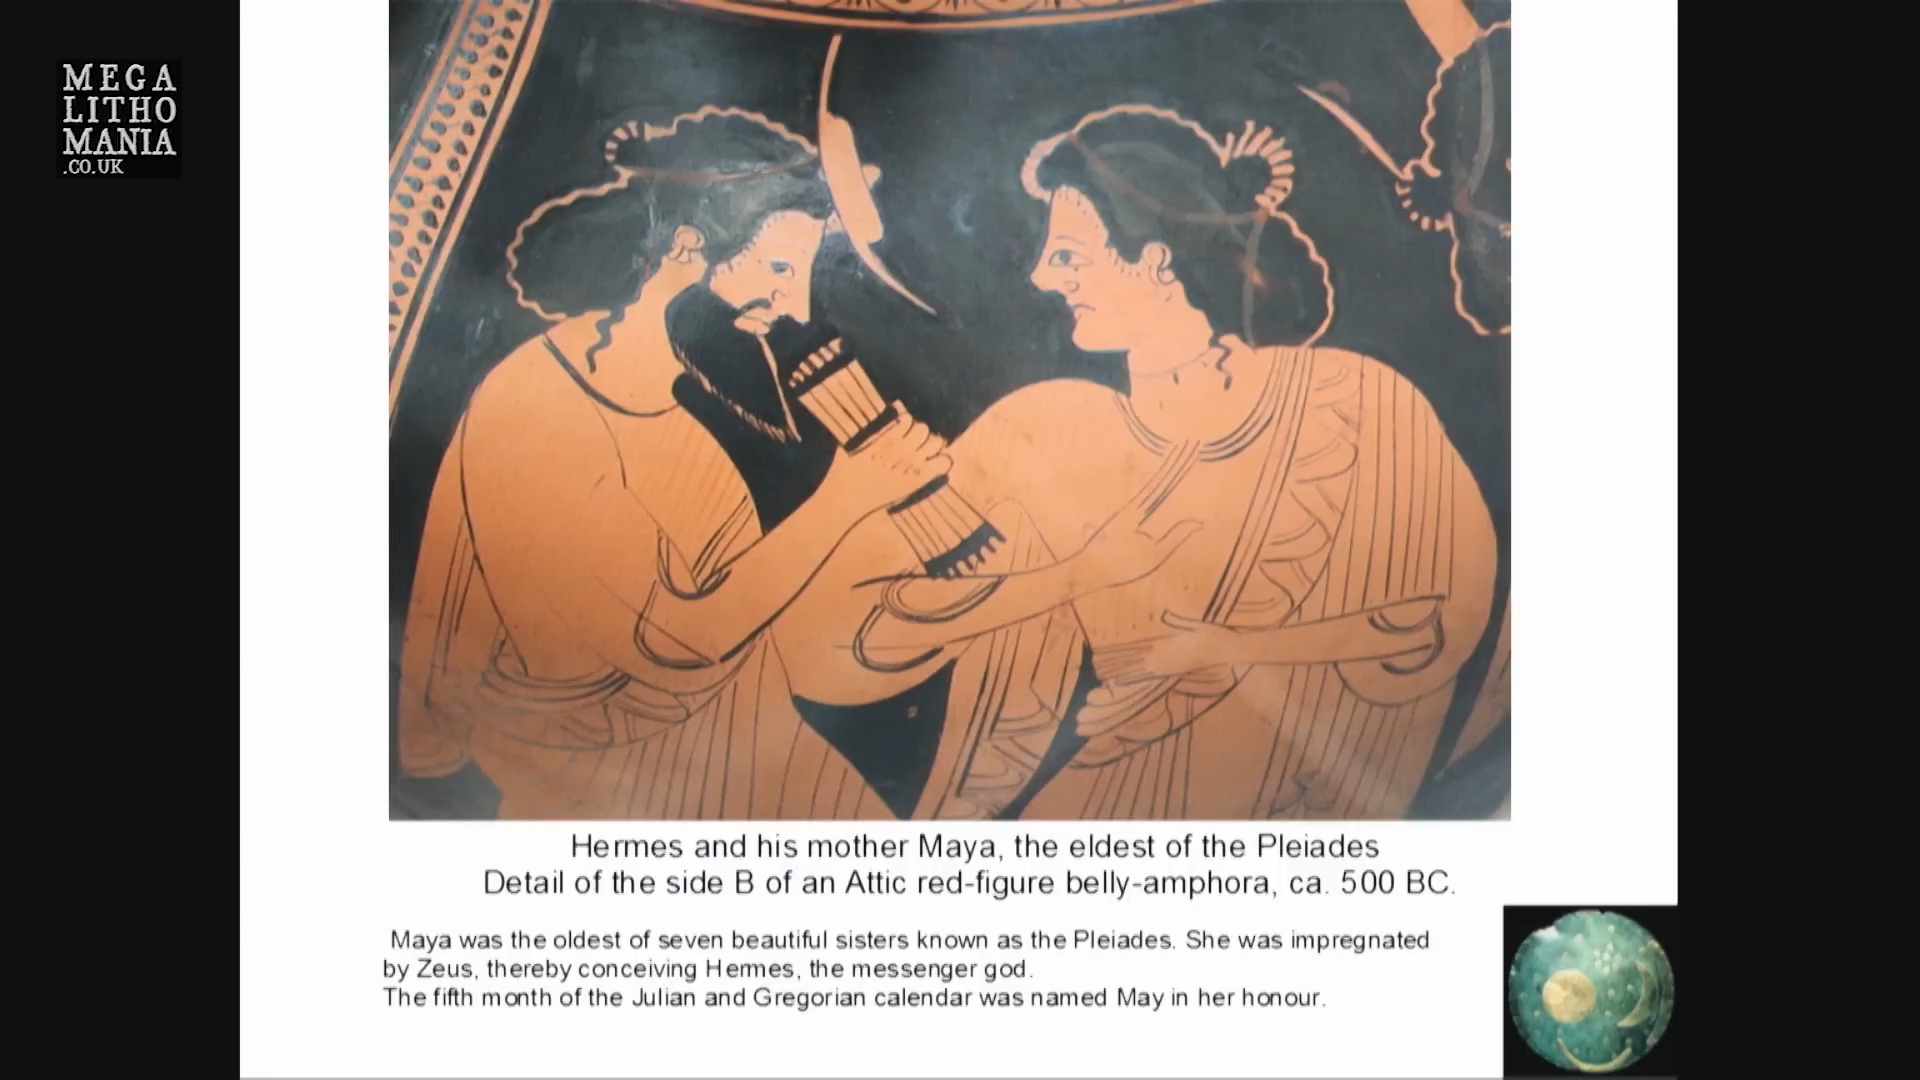 MEGA
LITHO
MANIA
.CO.UK
Hermes and his mother Maya, the eldest of the Pleiades
Detail of the side B of an Attic red-figure belly-amphora, ca. 500 BC.
Maya was the oldest of seven beautiful sisters known as the Pleiades. She was impregnated
by Zeus, thereby conceiving Hermes, the messenger god.
The fifth month of the Julian and Gregorian calendar was named May in her honour.